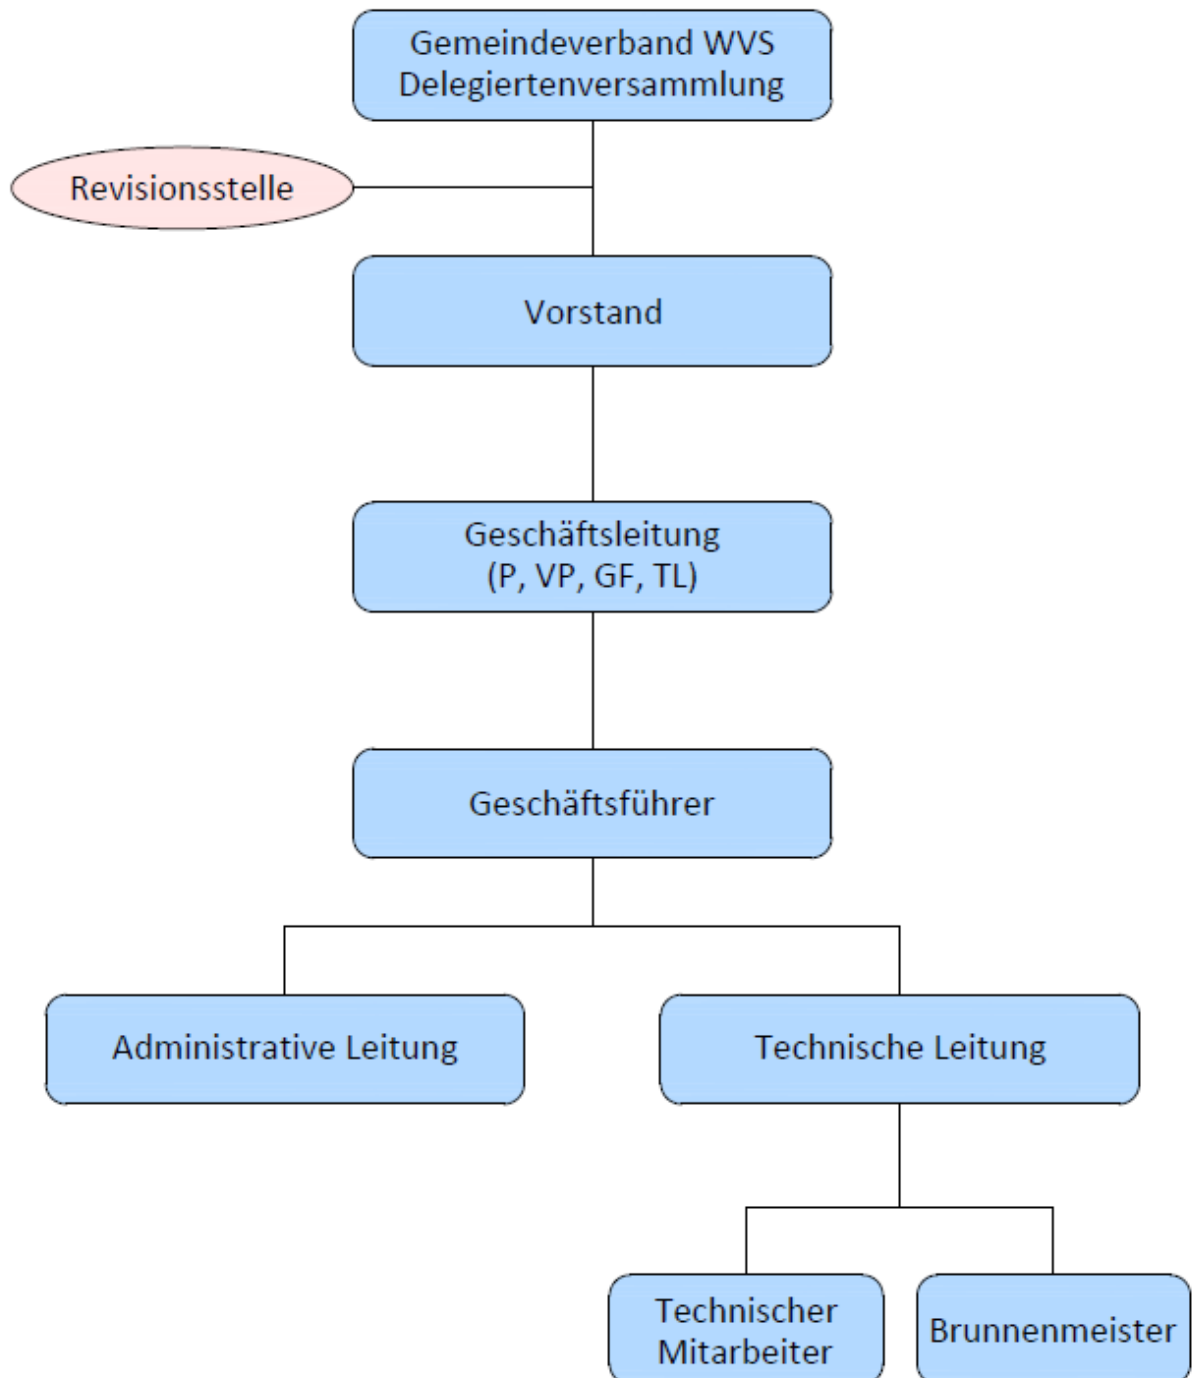 Gemeindeverband WVS
Delegiertenversammlung
Revisionsstelle
Vorstand
Geschäftsleitung
(P, VP, GF, TL)
Geschäftsführer
Administrative Leitung
Technische Leitung
Technischer
Mitarbeiter
Brunnenmeister